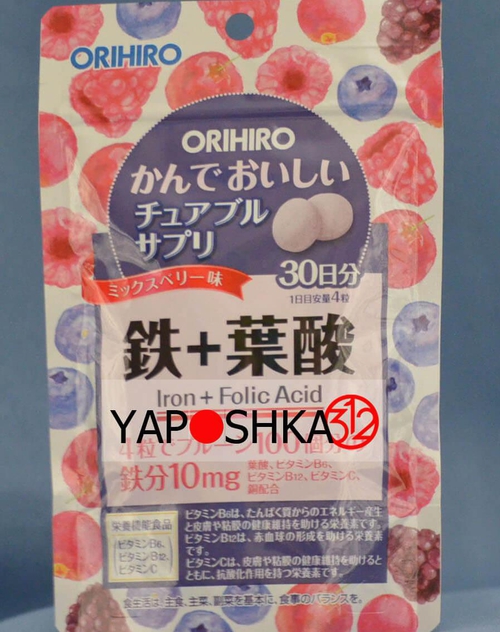 ORIHIRO
ORIHIRO
かんでおいしい
チュアブル
サプリ
ミックスベリー味
30日分
1日目安量4粒
鉄+葉酸
Iron + Folic Acid
YAPOSHKA312
4粒でプルーン100個分
鉄分10mg
葉酸、ビタミンB6、
ビタミンB12、ビタミンC、
銅配合
栄養機能食品
ビタミンB6、
ビタミンB12、
ビタミンC
ビタミンB6は、たんぱく質からのエネルギー産生
と皮膚や粘膜の健康維持を助ける栄養素です。
ビタミンB12は、赤血球の形成を助ける栄養素
です。
ビタミンCは、皮膚や粘膜の健康維持を助けると
ともに、抗酸化作用を持つ栄養素です。
食生活は、主食、主菜、副菜を基本に、食事のバランスを。